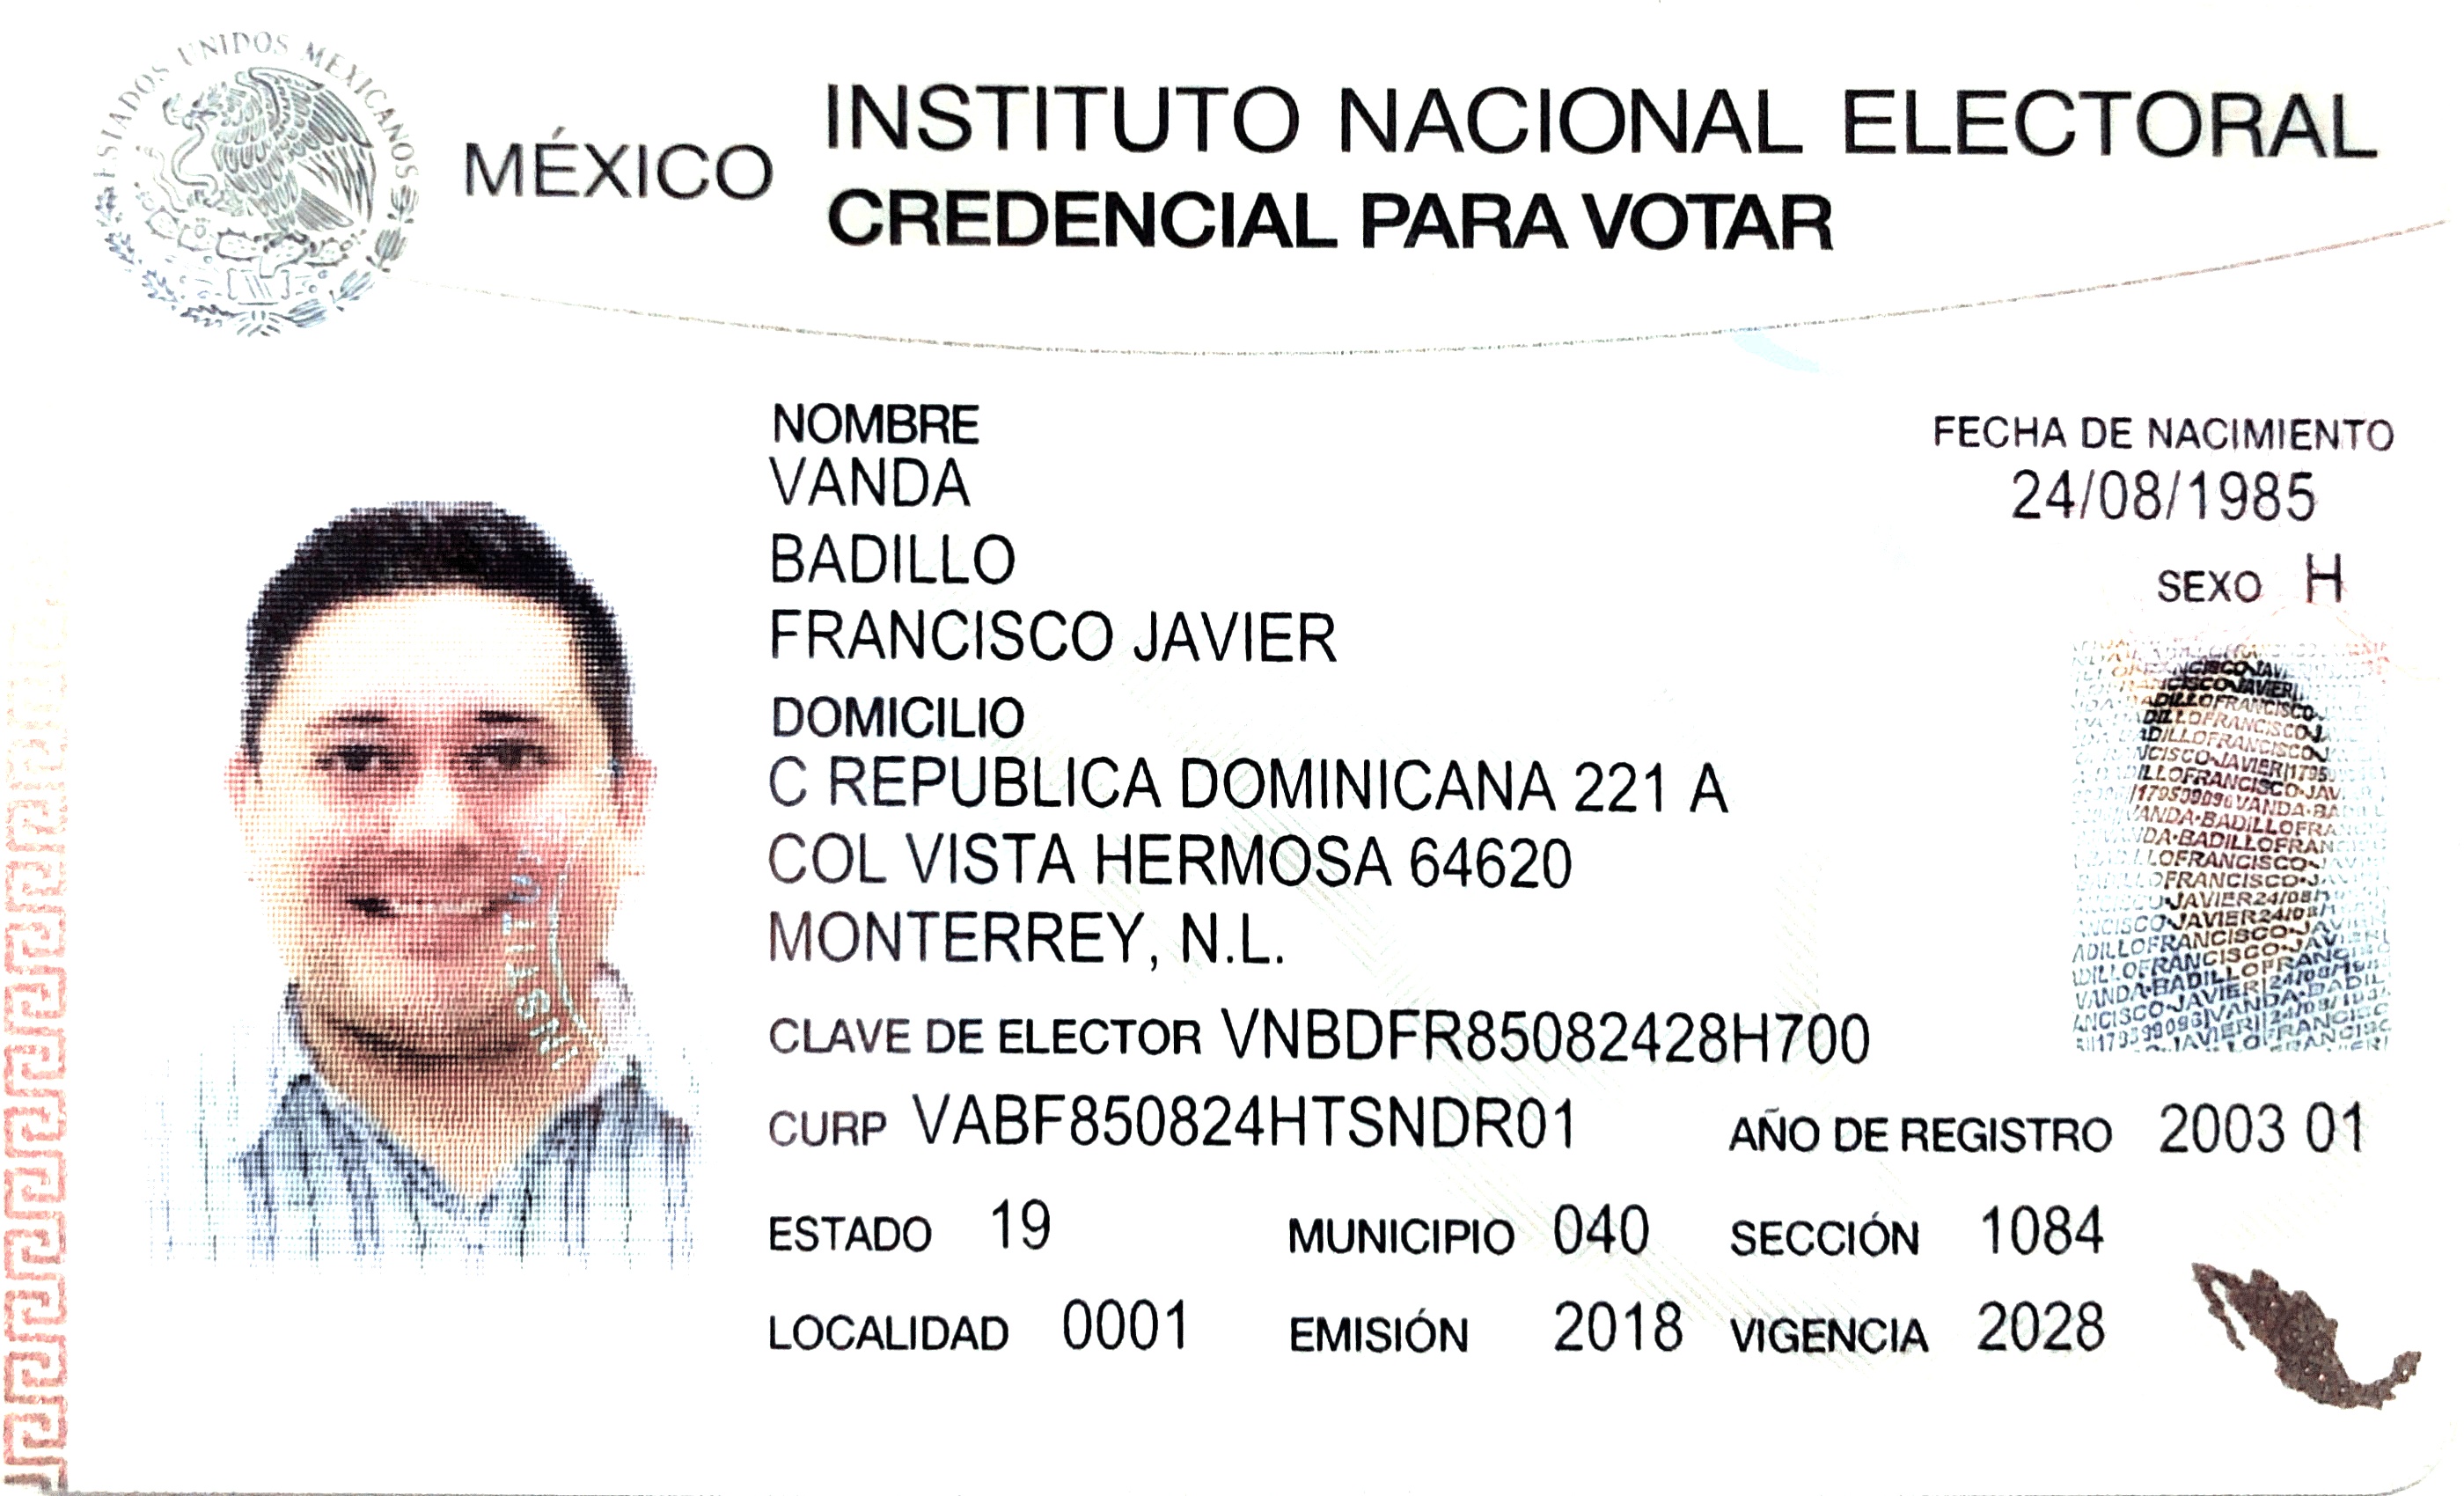 ESTADOS UNIDOS MEXICANOS
MÉXICO
INSTITUTO NACIONAL ELECTORAL
CREDENCIAL PARA VOTAR
NOMBRE
VANDA
BADILLO
FRANCISCO JAVIER
FECHA DE NACIMIENTO
24/08/1985
SEXO H
DOMICILIO
C REPUBLICA DOMINICANA 221 A
COL VISTA HERMOSA 64620
MONTERREY, N.L.
CLAVE DE ELECTOR VNBDFR85082428H700
CURP VABF850824HTSNDR01
AÑO DE REGISTRO 2003 01
ESTADO 19
MUNICIPIO 040
SECCIÓN 1084
LOCALIDAD 0001
EMISIÓN 2018
VIGENCIA 2028